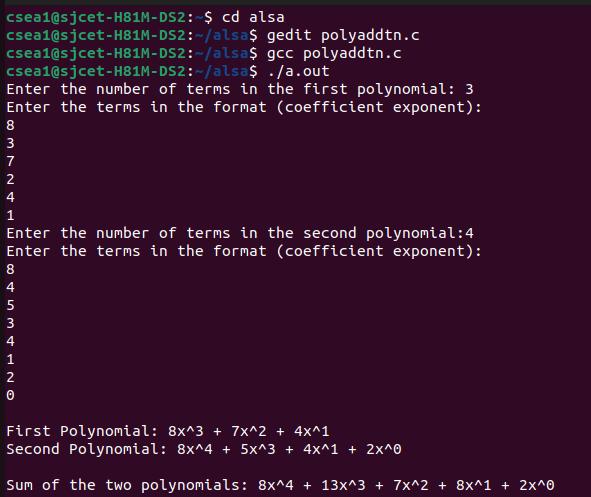 csea1@sjcet-H81M-DS2:~$ cd alsa
csea1@sjcet-H81M-DS2:~/alsa$ gedit polyaddtn.c
csea1@sjcet-H81M-DS2:~/alsa$ gcc polyaddtn.c
csea1@sjcet-H81M-DS2:~/alsa$ ./a.out
Enter the number of terms in the first polynomial: 3
Enter the terms in the format (coefficient exponent):
8
3
7
2
4
1
Enter the number of terms in the second polynomial:4
Enter the terms in the format (coefficient exponent):
8
4
5
3
4
1
2
0
First Polynomial: 8x^3 + 7x^2 + 4x^1
Second Polynomial: 8x^4 + 5x^3 + 4x^1 + 2x^0
Sum of the two polynomials: 8x^4 + 13x^3 + 7x^2 + 8x^1 + 2x^0